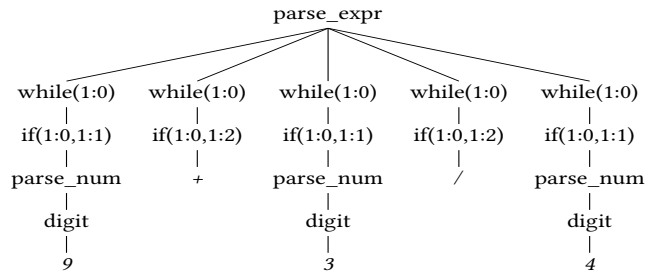 parse_expr
while(1:0) while(1:0) while(1:0) while(1:0) while(1:0)
if(1:0,1:1) if(1:0,1:2) if(1:0,1:1) if(1:0,1:2) if(1:0,1:1)
parse_num + parse_num / parse_num
digit digit digit
9 3 4